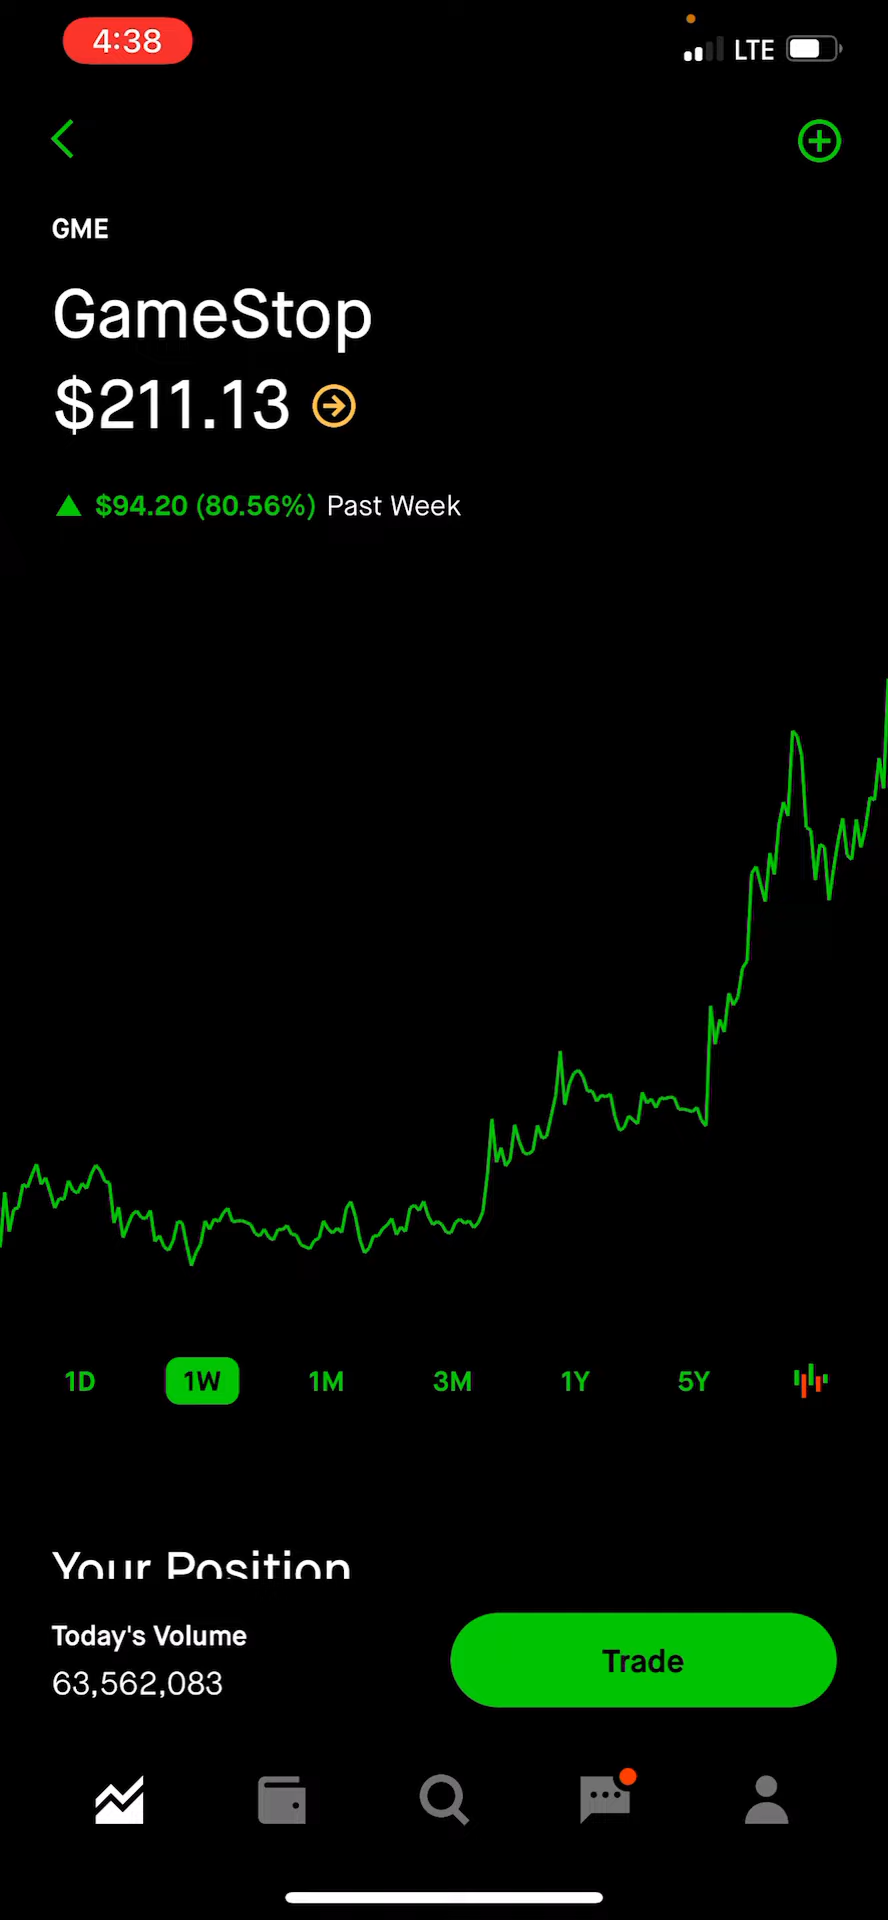 4:38
LTE
GME
GameStop
$211.13
$94.20 (80.56%) Past Week
1D 1W 1M 3M 1Y 5Y
Your Position
Today's Volume
63,562,083
Trade